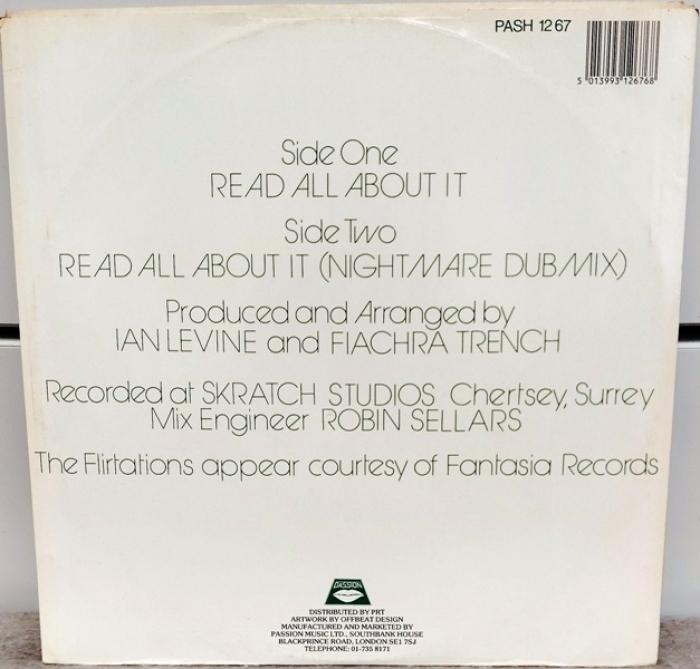 PASH 12 67
5 013993 126768
Side One
READ ALL ABOUT IT
Side Two
READ ALL ABOUT IT (NIGHTMARE DUB MIX)
Produced and Arranged by
IAN LEVINE and FIACHRA TRENCH
Recorded at SKRATCH STUDIOS Chertsey, Surrey
Mix Engineer ROBIN SELLARS
The Flirtations appear courtesy of Fantasia Records
PASSION
DISTRIBUTED BY PRT
ARTWORK BY OFFBEAT DESIGN
MANUFACTURED AND MARKETED BY
PASSION MUSIC LTD., SOUTHBANK HOUSE
BLACKPRINCE ROAD, LONDON SE1 7SJ
TELEPHONE: 01-735 8171